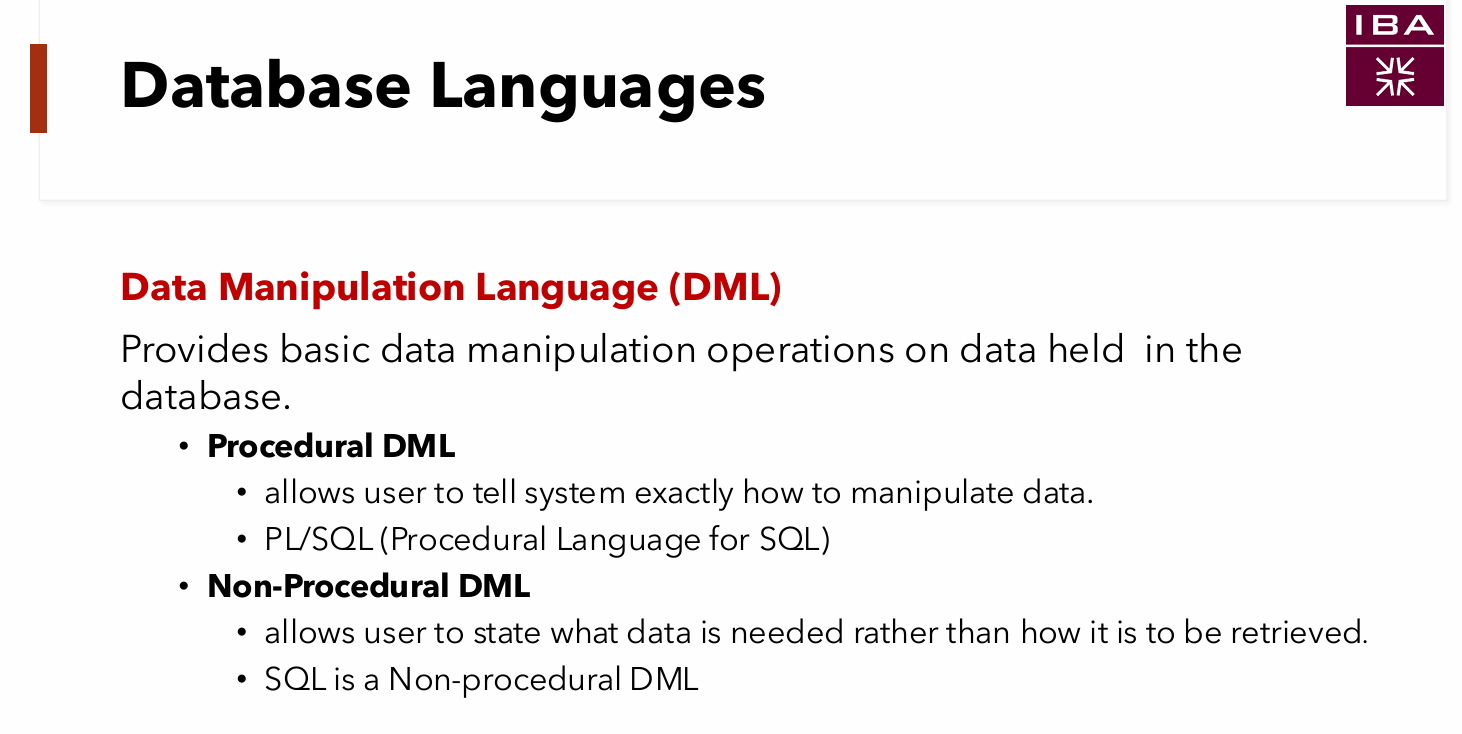 IBA
Database Languages
Data Manipulation Language (DML)
Provides basic data manipulation operations on data held in the
database.
• Procedural DML
• allows user to tell system exactly how to manipulate data.
• PL/SQL (Procedural Language for SQL)
• Non-Procedural DML
• allows user to state what data is needed rather than how it is to be retrieved.
• SQL is a Non-procedural DML